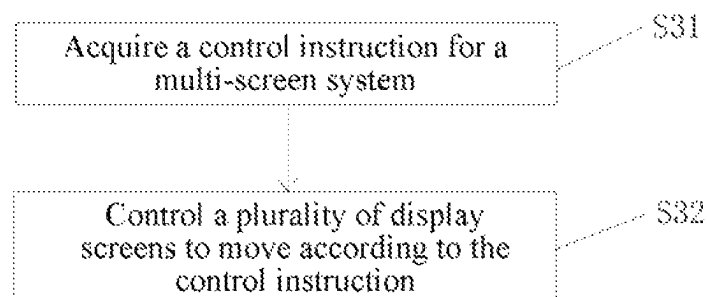 Acquire a control instruction for a
multi-screen system
S31
Control a plurality of display
screens to move according to the
control instruction
S32